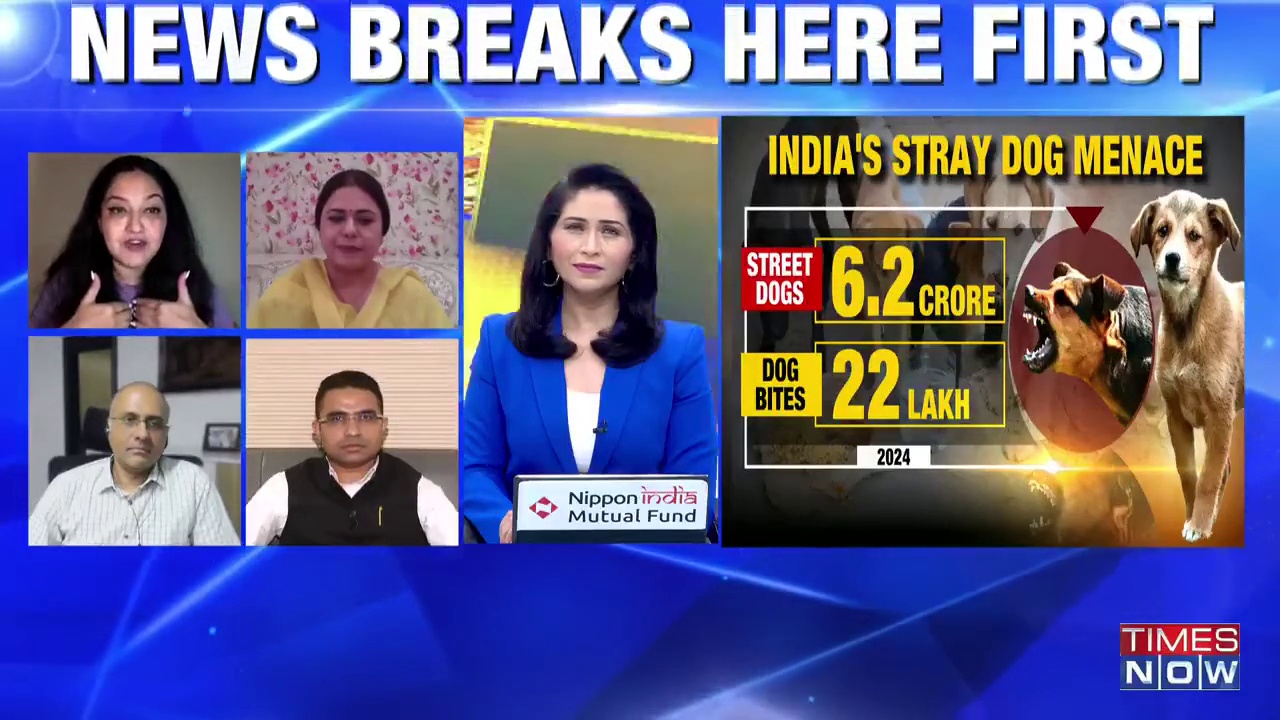 NEWS BREAKS HERE FIRST
INDIA'S STRAY DOG MENACE
STREET
DOGS
6.2 CRORE
DOG
BITES
22 LAKH
2024
Nippon india
Mutual Fund
TIMES
NOW